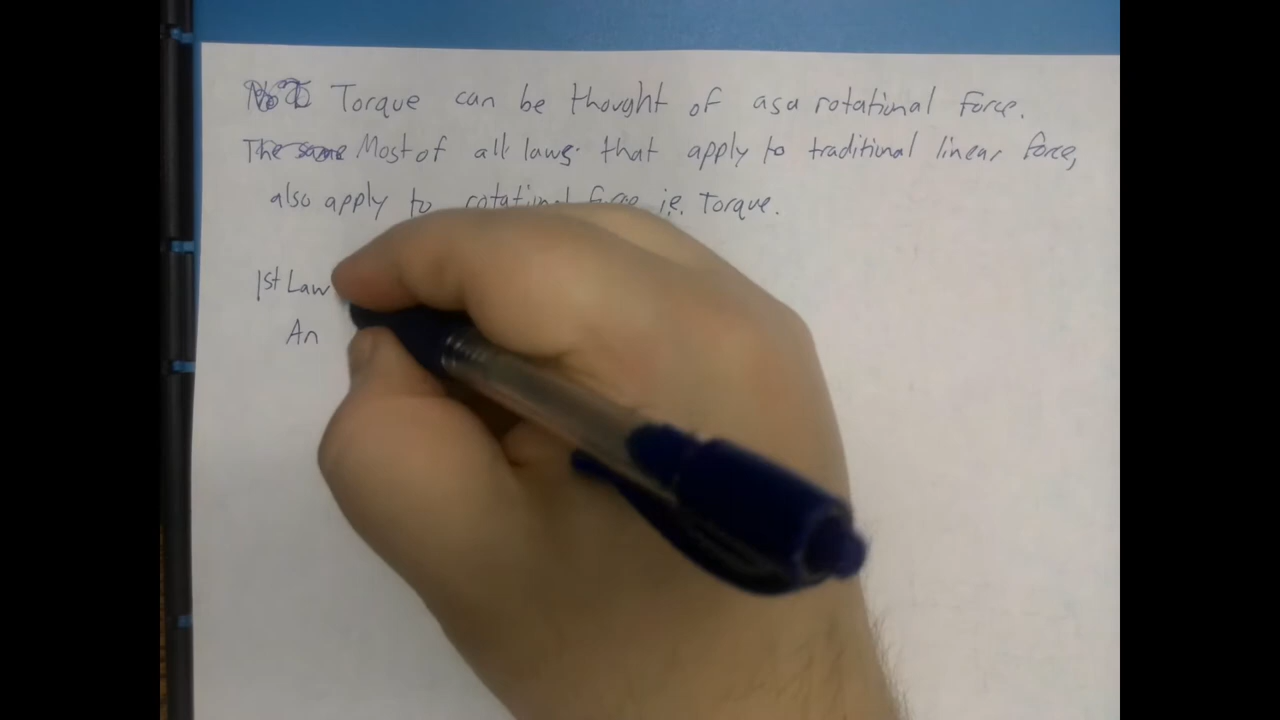 Torque can be thought of as a rotational force.
The same Most of all laws that apply to traditional linear force,
also apply to rotational force i.e. Torque.
1st Law
An